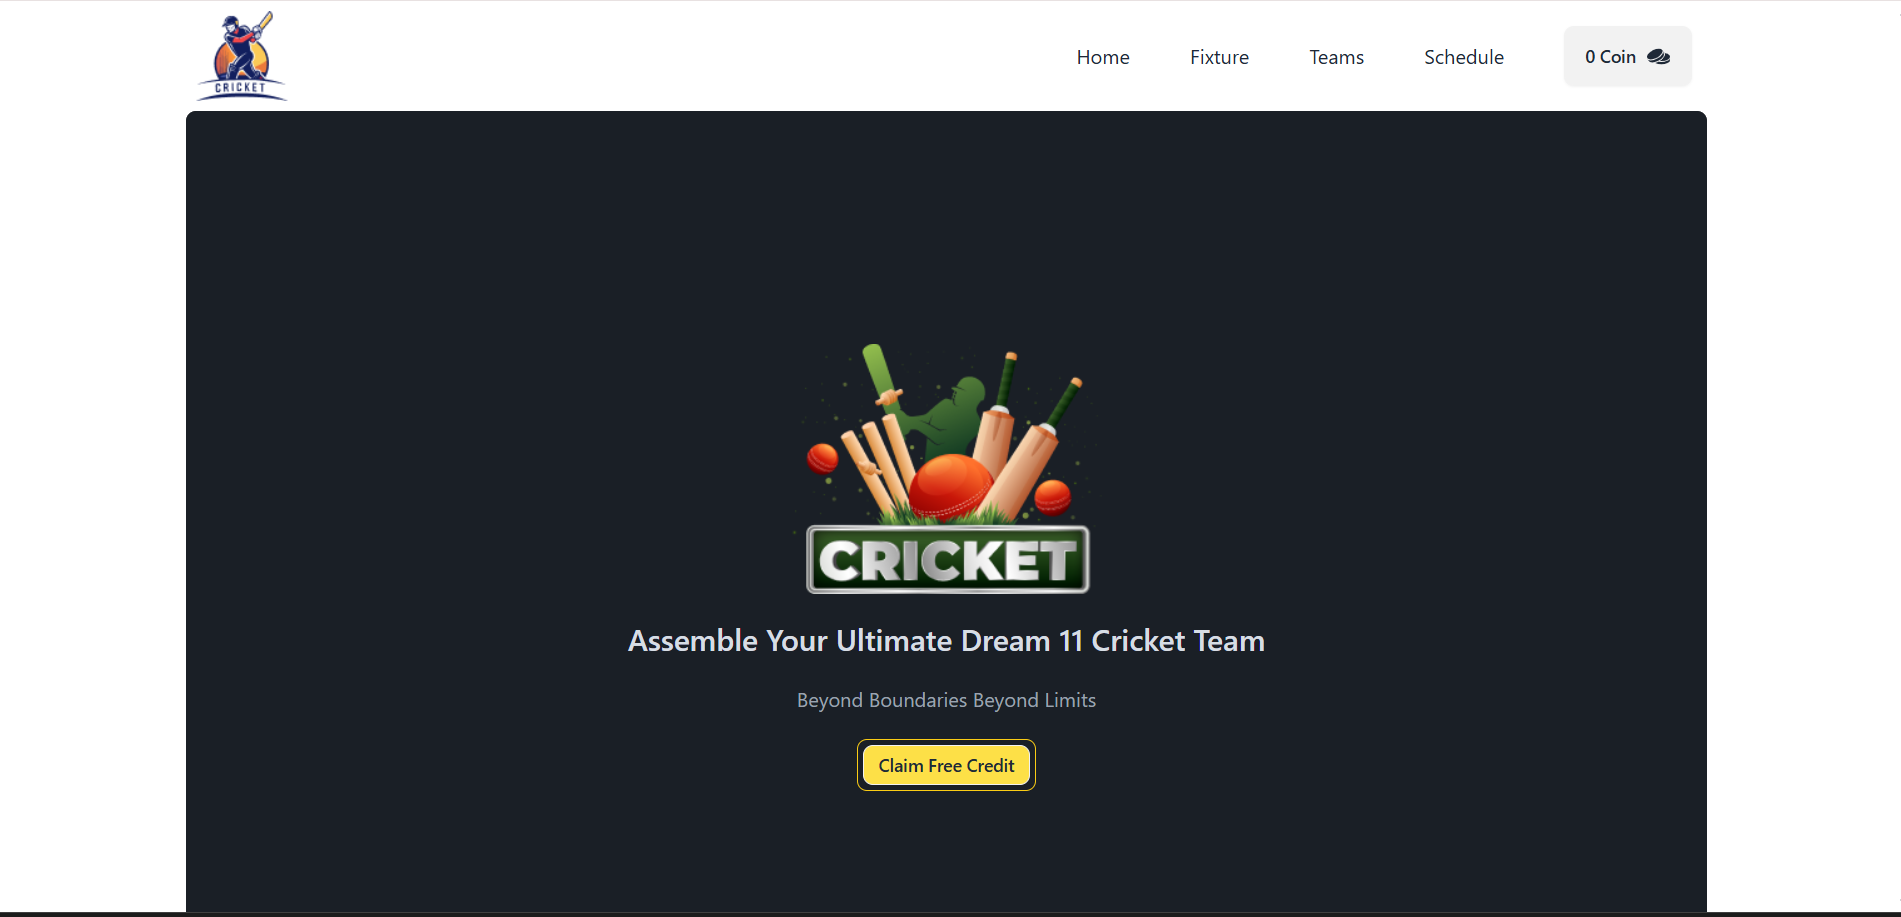 CRICKET
Home
Fixture
Teams
Schedule
0 Coin
CRICKET
Assemble Your Ultimate Dream 11 Cricket Team
Beyond Boundaries Beyond Limits
Claim Free Credit